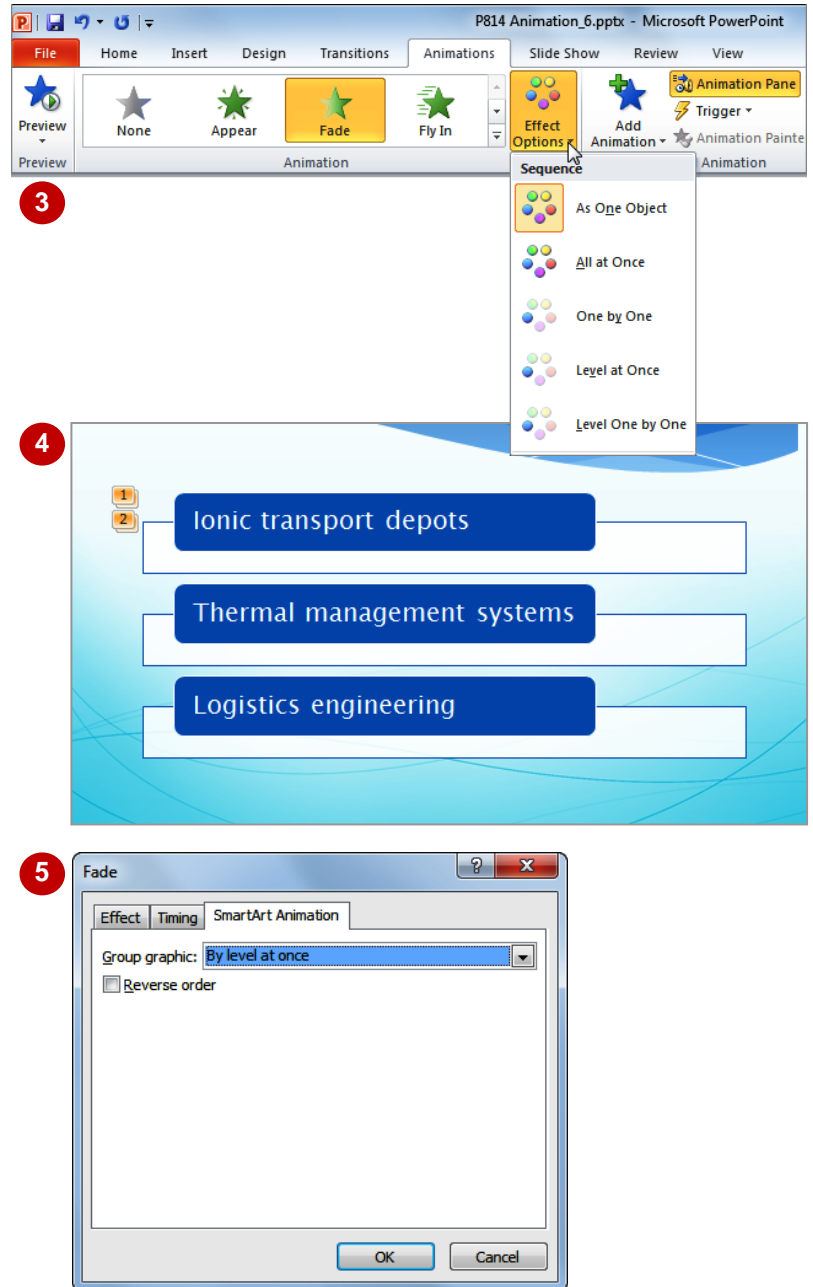 P814 Animation_6.pptx - Microsoft PowerPoint
File Home Insert Design Transitions Animations Slide Show Review View
Preview
None Appear Fade Fly In
Effect Options
Add Animation
Animation Pane
Trigger
Animation Painte
Preview Animation Animation
3
Sequence
As One Object
All at Once
One by One
Level at Once
Level One by One
4
1
2
Ionic transport depots
Thermal management systems
Logistics engineering
5
Fade
Effect Timing SmartArt Animation
Group graphic: By level at once
Reverse order
OK Cancel